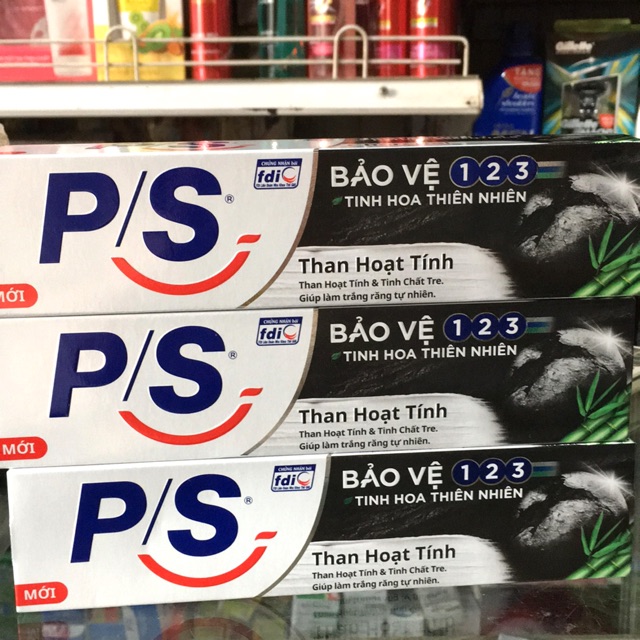 Gillette
P/S®
CHỨNG NHẬN bởi
fdi
BẢO VỆ 1 2 3
TINH HOA THIÊN NHIÊN
Than Hoạt Tính
Than Hoạt Tính & Tinh Chất Tre.
Giúp làm trắng răng tự nhiên.
MỚI
P/S®
CHỨNG NHẬN bởi
fdi
BẢO VỆ 1 2 3
TINH HOA THIÊN NHIÊN
Than Hoạt Tính
Than Hoạt Tính & Tinh Chất Tre.
Giúp làm trắng răng tự nhiên.
MỚI
P/S®
CHỨNG NHẬN bởi
fdi
BẢO VỆ 1 2 3
TINH HOA THIÊN NHIÊN
Than Hoạt Tính
Than Hoạt Tính & Tinh Chất Tre.
Giúp làm trắng răng tự nhiên.
MỚI